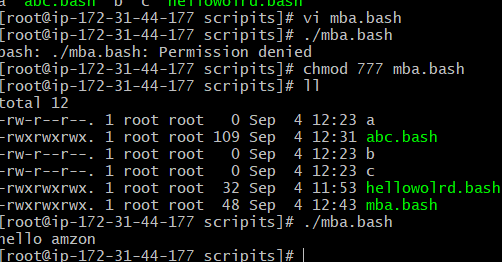 a abc.bash b c hellowolrd.bash
[root@ip-172-31-44-177 scripits]# vi mba.bash
[root@ip-172-31-44-177 scripits]# ./mba.bash
bash: ./mba.bash: Permission denied
[root@ip-172-31-44-177 scripits]# chmod 777 mba.bash
[root@ip-172-31-44-177 scripits]# ll
total 12
-rw-r--r--. 1 root root 0 Sep 4 12:23 a
-rwxrwxrwx. 1 root root 109 Sep 4 12:31 abc.bash
-rw-r--r--. 1 root root 0 Sep 4 12:23 b
-rw-r--r--. 1 root root 0 Sep 4 12:23 c
-rwxrwxrwx. 1 root root 32 Sep 4 11:53 hellowolrd.bash
-rwxrwxrwx. 1 root root 48 Sep 4 12:43 mba.bash
[root@ip-172-31-44-177 scripits]# ./mba.bash
hello amzon
[root@ip-172-31-44-177 scripits]#